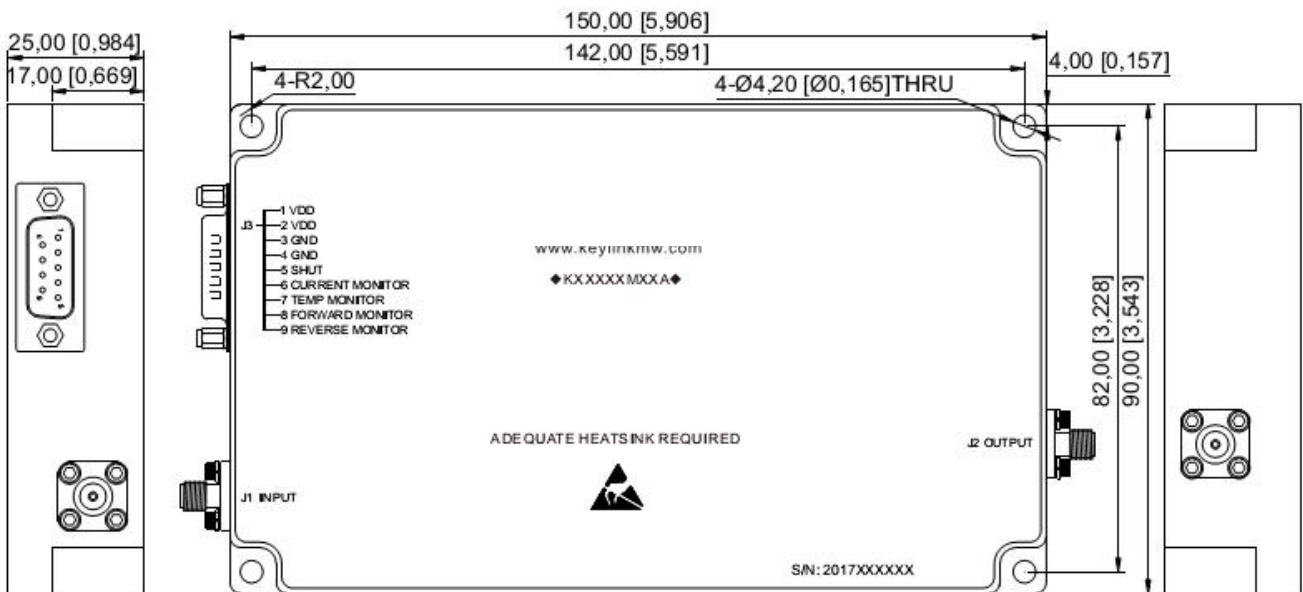 150,00 [5,906]
25,00 [0,984]
142,00 [5,591]
4,00 [0,157]
17,00 [0,669]
4-R2,00
4-Ø4,20 [Ø0,165]THRU
J3
1 VDD
2 VDD
3 GND
4 GND
5 SHUT
6 CURRENT MONITOR
7 TEMP MONITOR
8 FORWARD MONITOR
9 REVERSE MONITOR
www.keylinkmw.com
◆KXXXXXMXXA◆
82,00 [3,228]
90,00 [3,543]
ADEQUATE HEATSINK REQUIRED
J2 OUTPUT
J1 INPUT
S/N: 2017XXXXXX